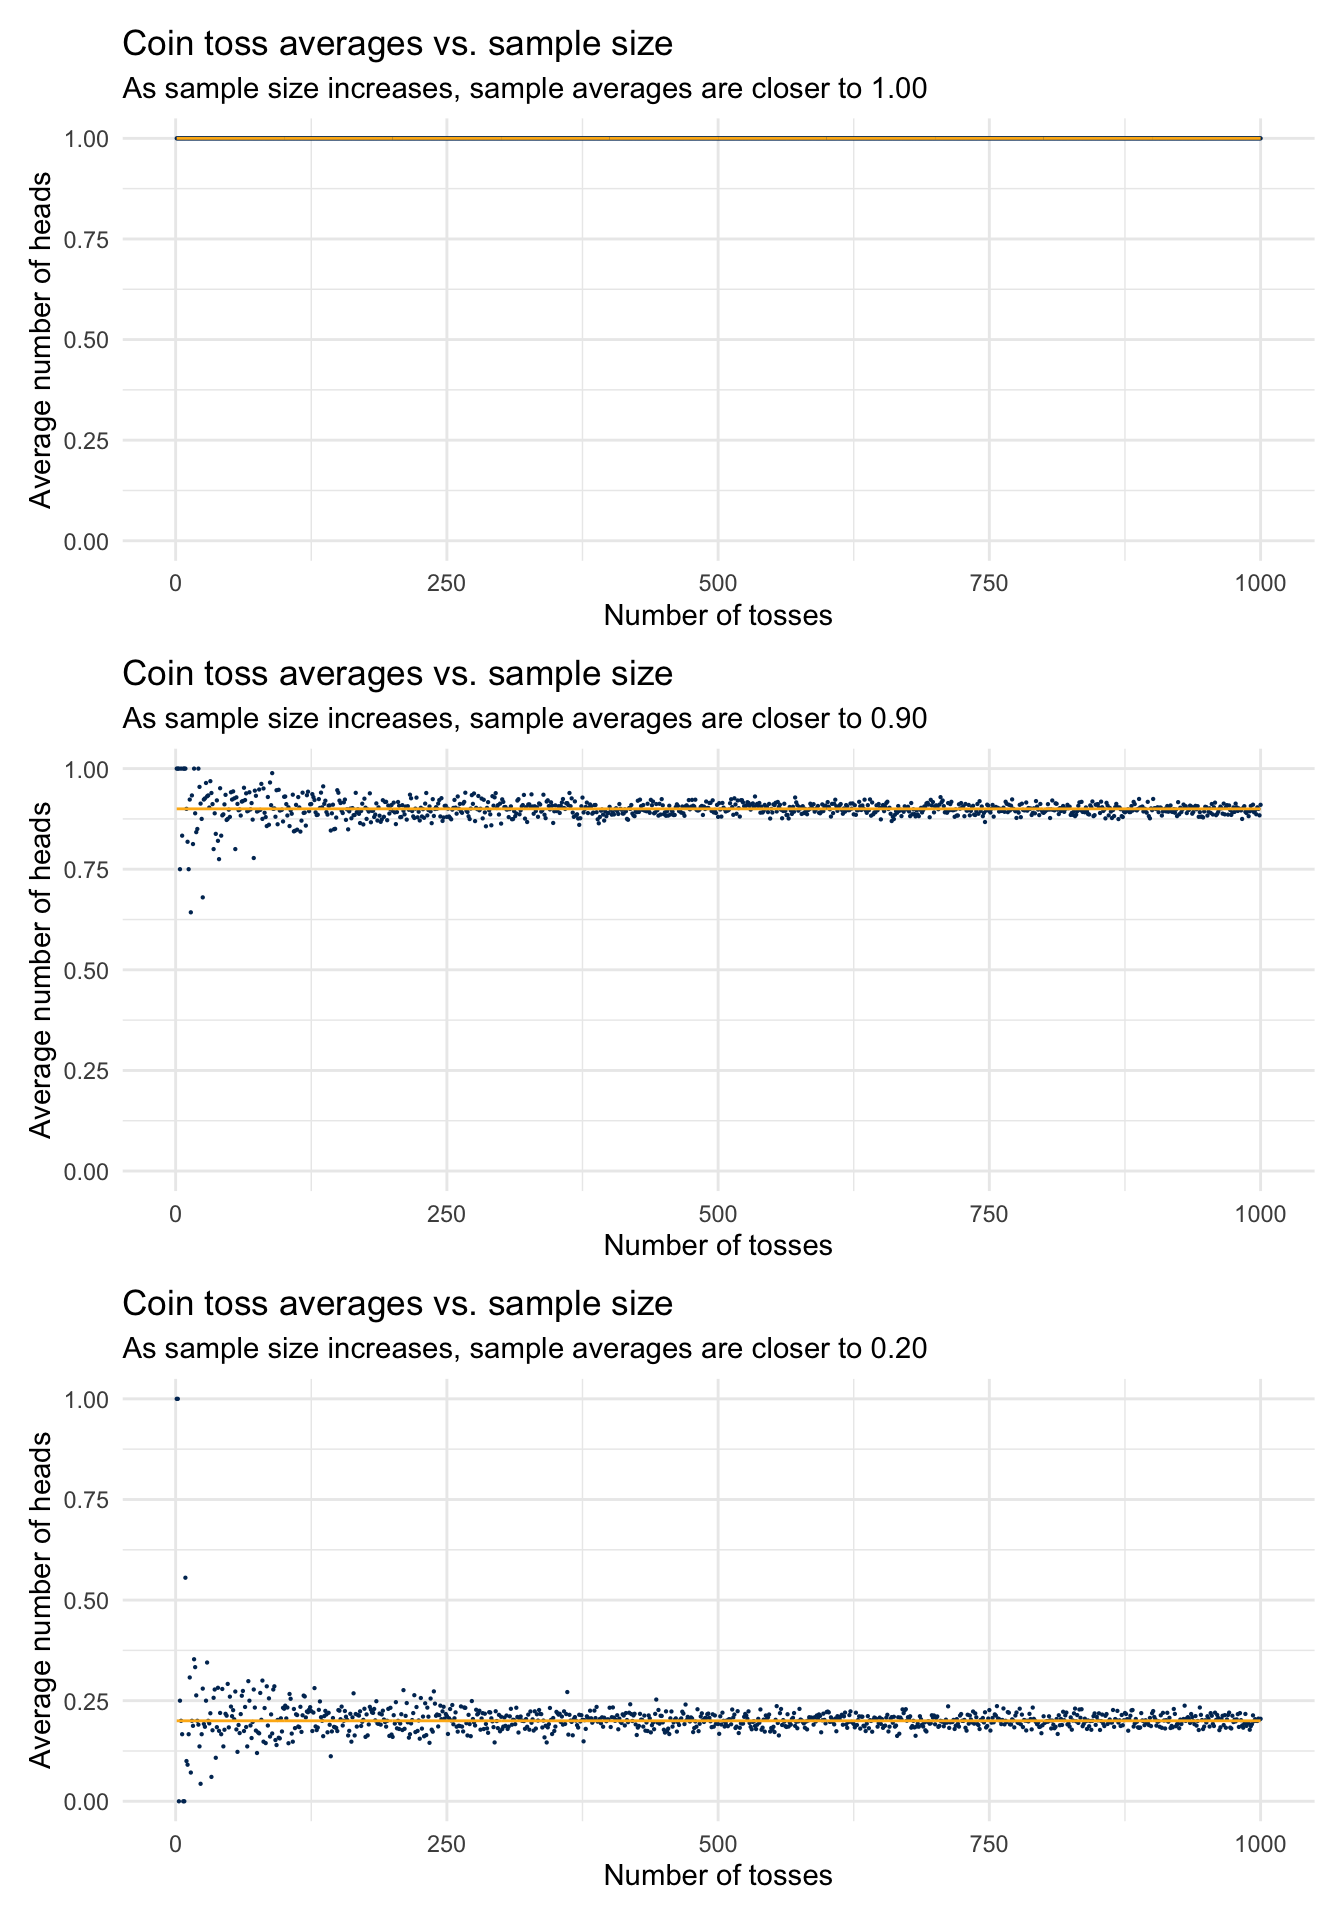 Coin toss averages vs. sample size
As sample size increases, sample averages are closer to 1.00
Average number of heads
1.00
0.75
0.50
0.25
0.00
0 250 500 750 1000
Number of tosses
Coin toss averages vs. sample size
As sample size increases, sample averages are closer to 0.90
Average number of heads
1.00
0.75
0.50
0.25
0.00
0 250 500 750 1000
Number of tosses
Coin toss averages vs. sample size
As sample size increases, sample averages are closer to 0.20
Average number of heads
1.00
0.75
0.50
0.25
0.00
0 250 500 750 1000
Number of tosses